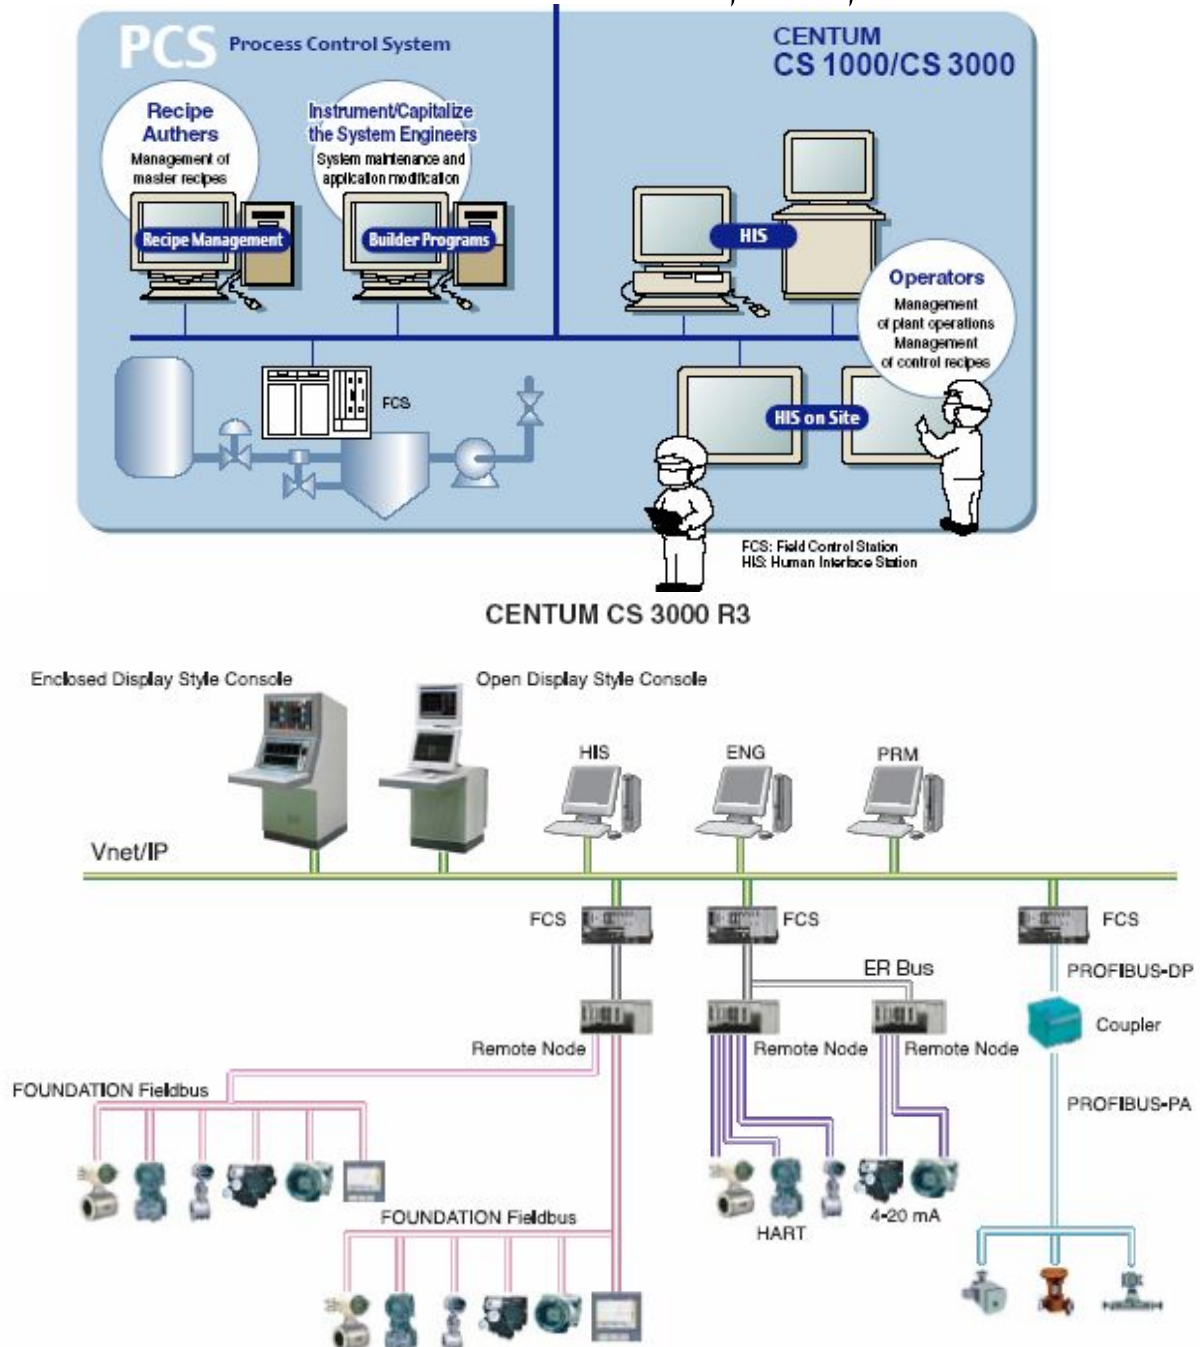 PCS Process Control System
CENTUM
CS 1000/CS 3000
Recipe
Authers
Management of
master recipes
Instrument/Capitalize
the System Engineers
System maintenance and
application modification
Recipe Management
Builder Programs
HIS
Operators
Management
of plant operations
Management
of control recipes
FCS
HIS on Site
FCS: Field Control Station
HIS: Human Interface Station
CENTUM CS 3000 R3
Enclosed Display Style Console
Open Display Style Console
HIS
ENG
PRM
Vnet/IP
FCS
FCS
FCS
ER Bus
PROFIBUS-DP
Coupler
Remote Node
Remote Node
Remote Node
FOUNDATION Fieldbus
PROFIBUS-PA
FOUNDATION Fieldbus
4-20 mA
HART